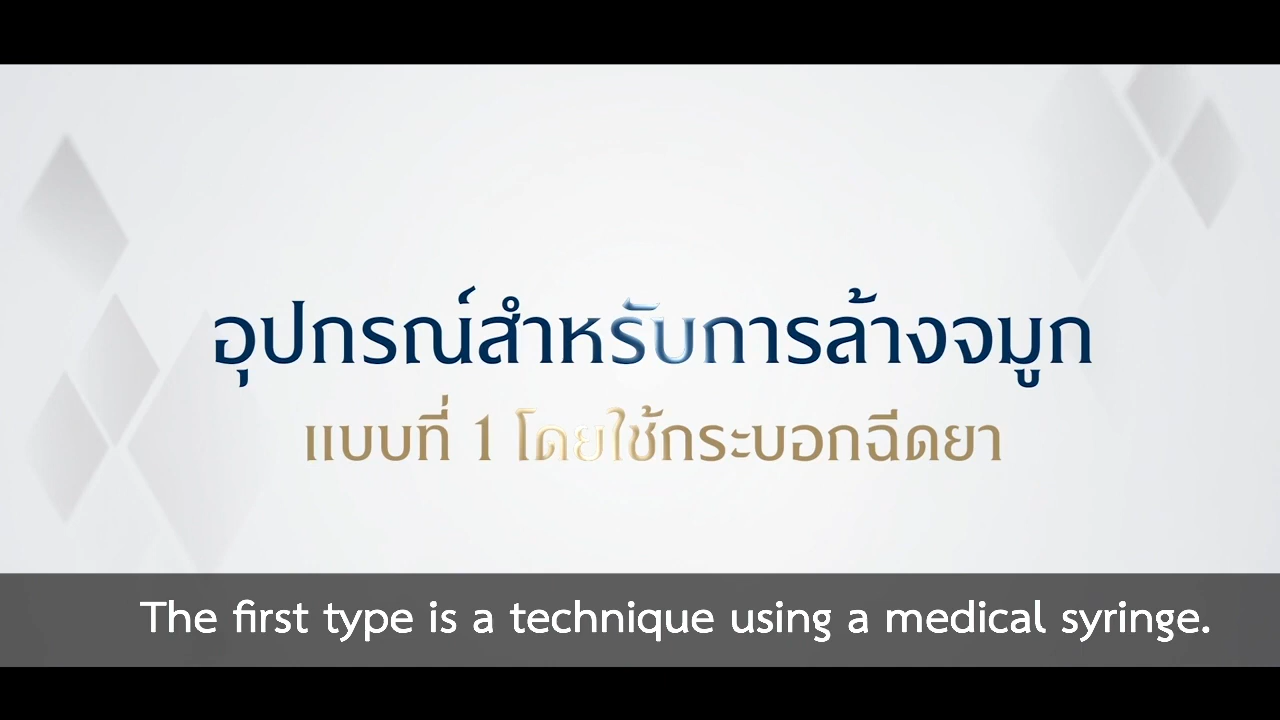 อุปกรณ์สำหรับการล้างจมูก
แบบที่ 1 โดยใช้กระบอกฉีดยา
The first type is a technique using a medical syringe.